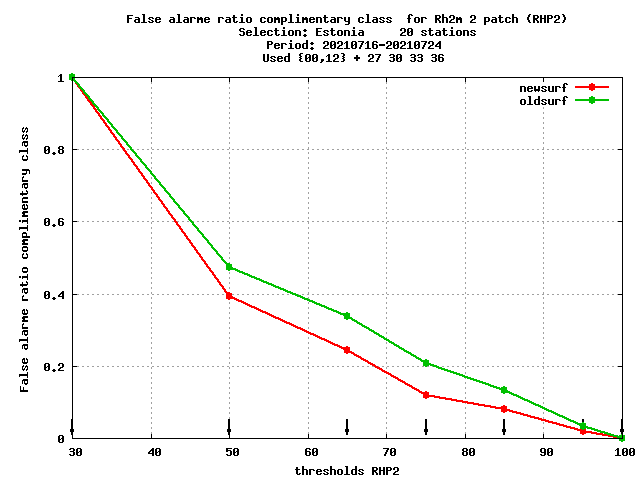 False alarme ratio complimentary class  for Rh2m 2 patch (RHP2)
Selection: Estonia     20 stations
Period: 20210716-20210724
Used {00,12} + 27 30 33 36
newsurf
oldsurf
False alarme ratio complimentary class
1
0.8
0.6
0.4
0.2
0
30 40 50 60 70 80 90 100
thresholds RHP2